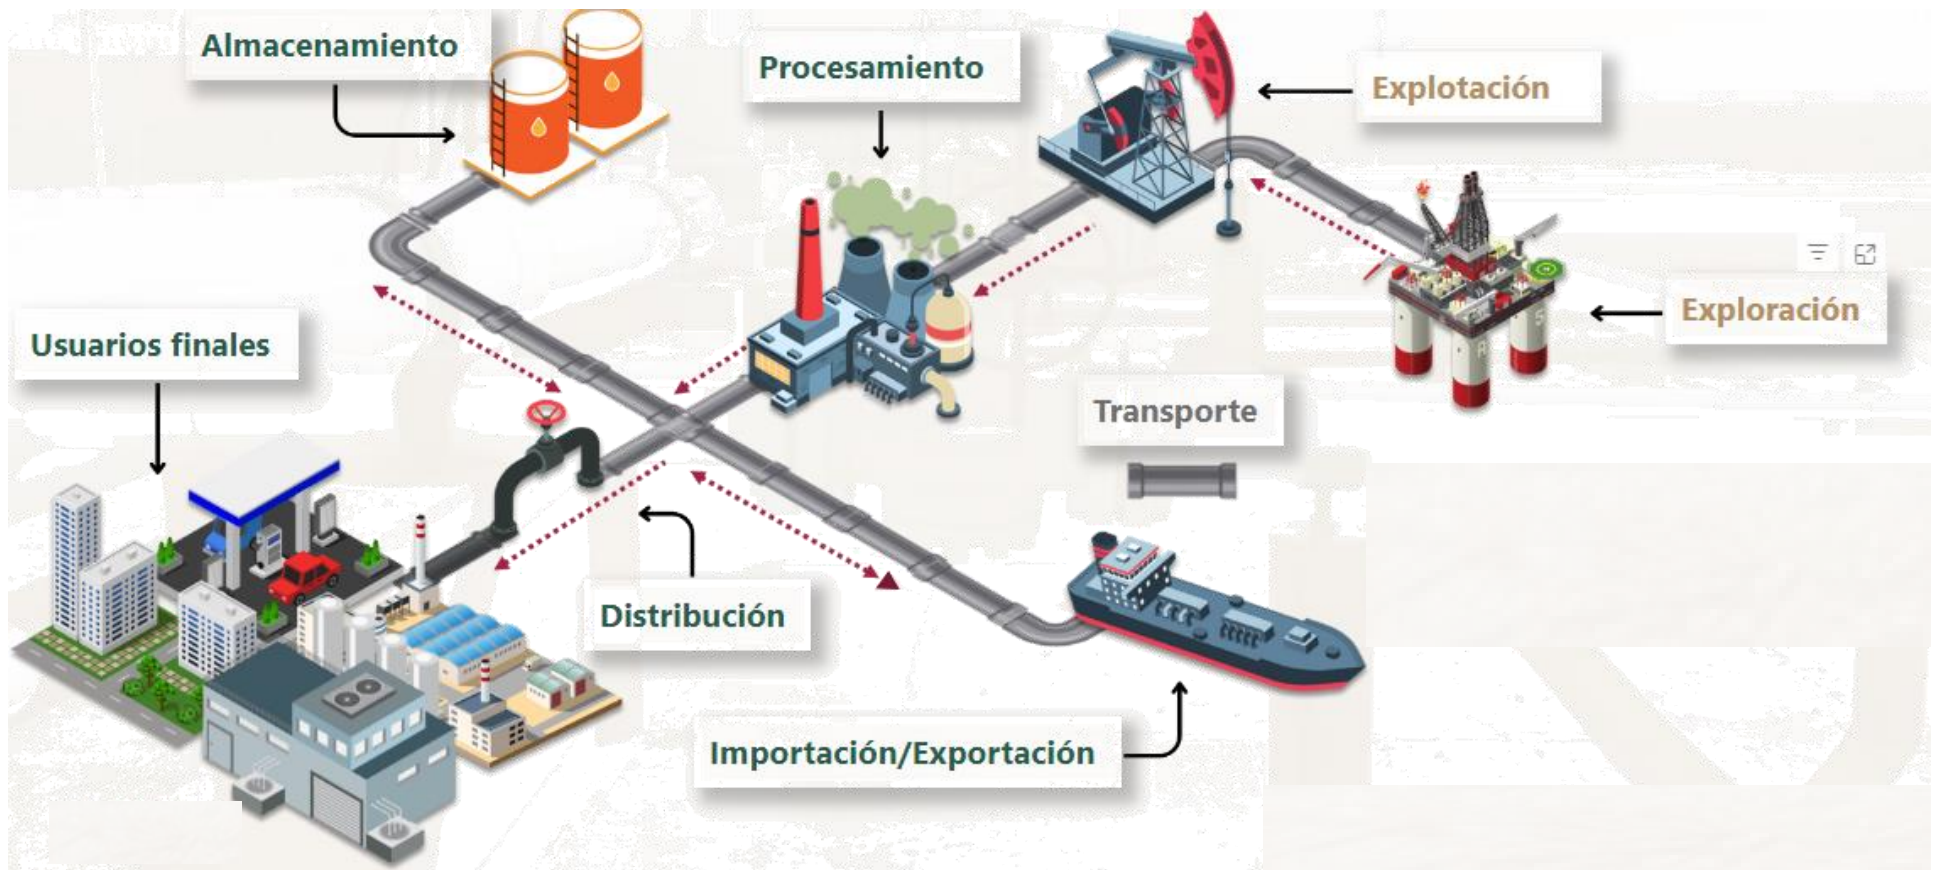 Almacenamiento
Procesamiento
Explotación
Exploración
Usuarios finales
Transporte
Distribución
Importación/Exportación